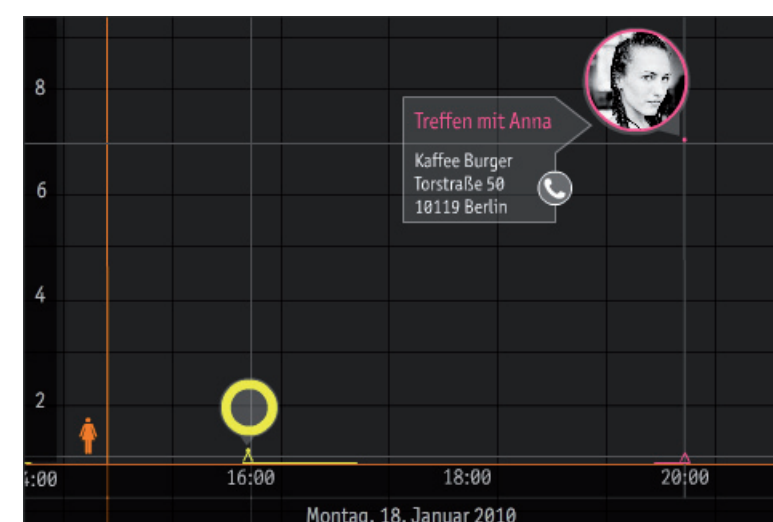 8
Treffen mit Anna
Kaffee Burger
Torstraße 50
10119 Berlin
6
4
2
:00
16:00
18:00
20:00
Montag, 18. Januar 2010